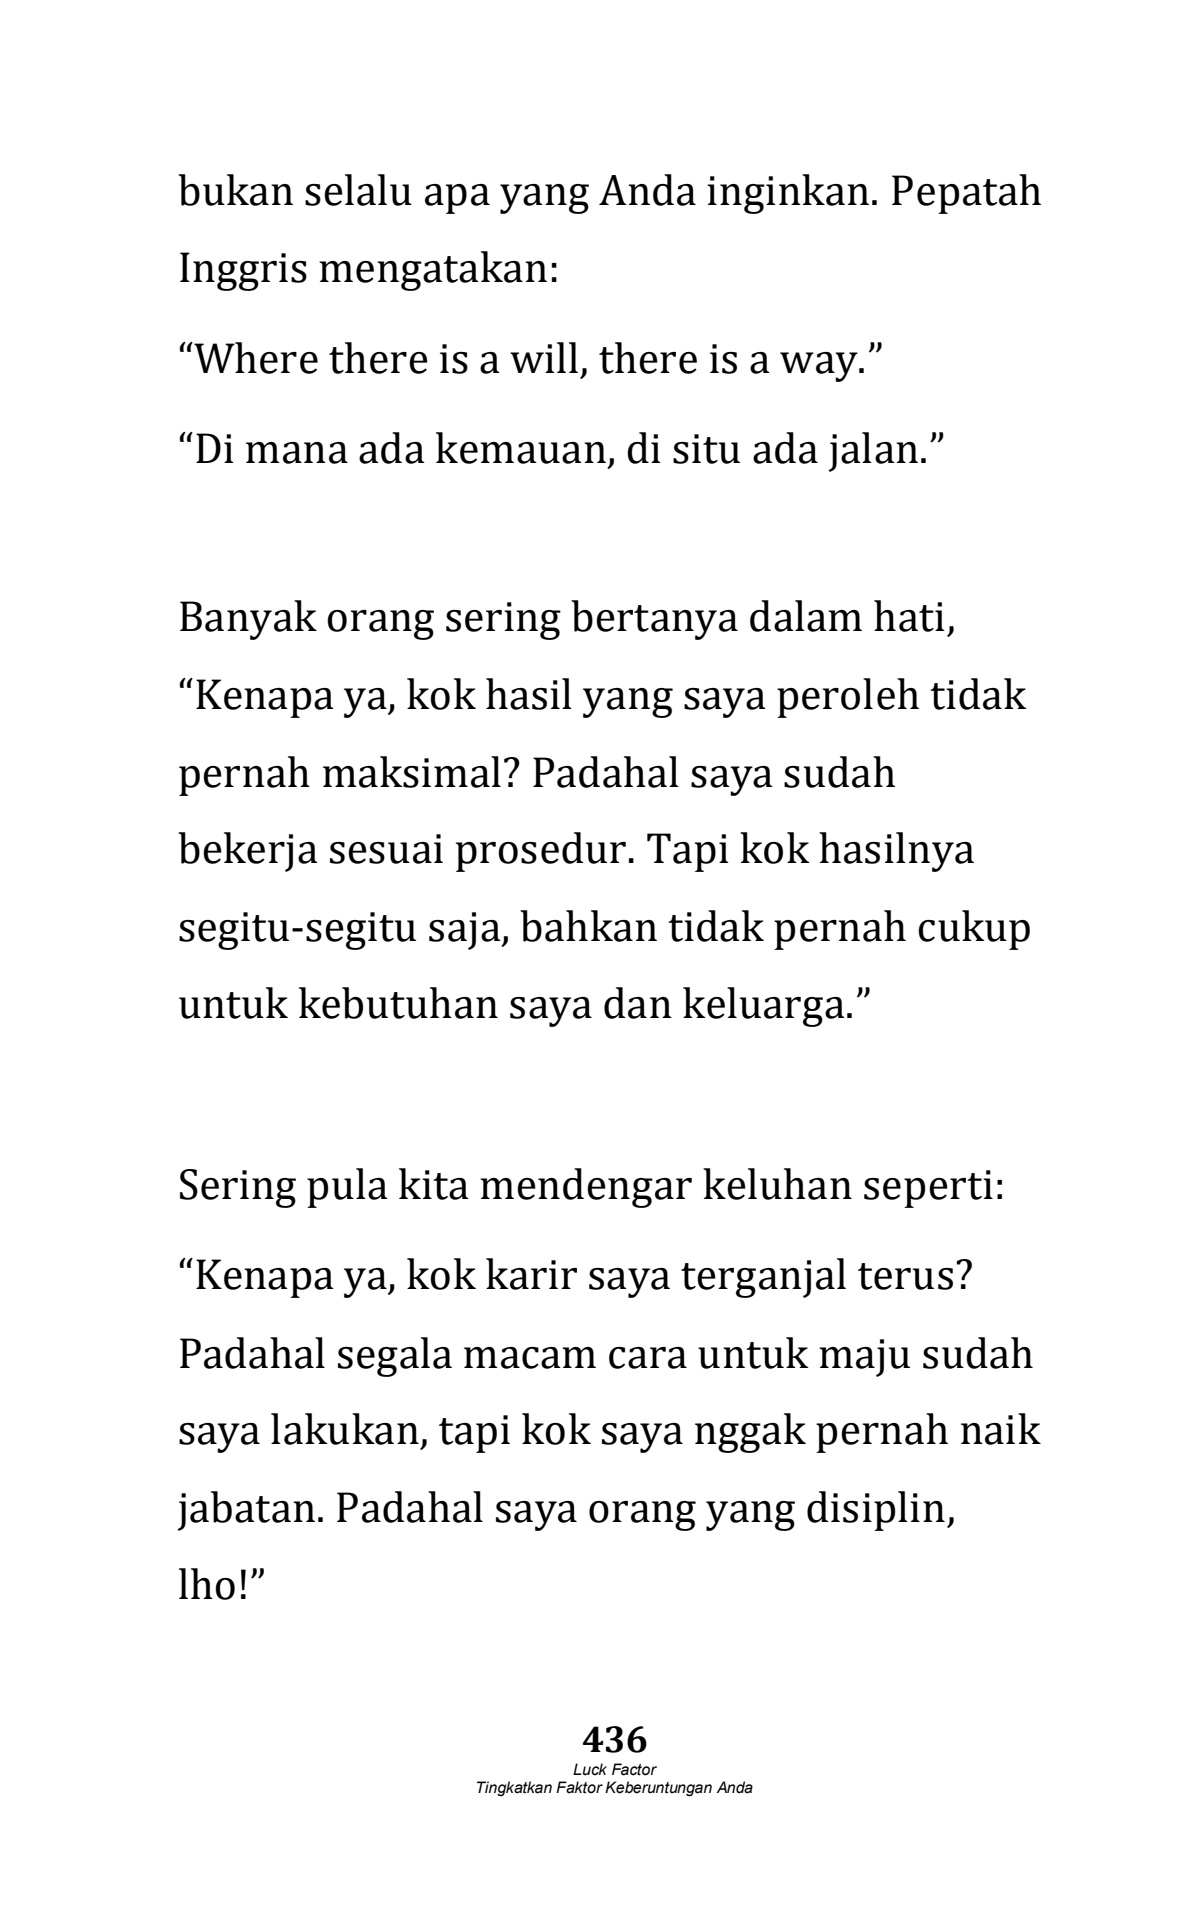 bukan selalu apa yang Anda inginkan. Pepatah
Inggris mengatakan:
“Where there is a will, there is a way.”
“Di mana ada kemauan, di situ ada jalan.”
Banyak orang sering bertanya dalam hati,
“Kenapa ya, kok hasil yang saya peroleh tidak
pernah maksimal? Padahal saya sudah
bekerja sesuai prosedur. Tapi kok hasilnya
segitu-segitu saja, bahkan tidak pernah cukup
untuk kebutuhan saya dan keluarga.”
Sering pula kita mendengar keluhan seperti:
“Kenapa ya, kok karir saya terganjal terus?
Padahal segala macam cara untuk maju sudah
saya lakukan, tapi kok saya nggak pernah naik
jabatan. Padahal saya orang yang disiplin,
lho!”
436
Luck Factor
Tingkatkan Faktor Keberuntungan Anda